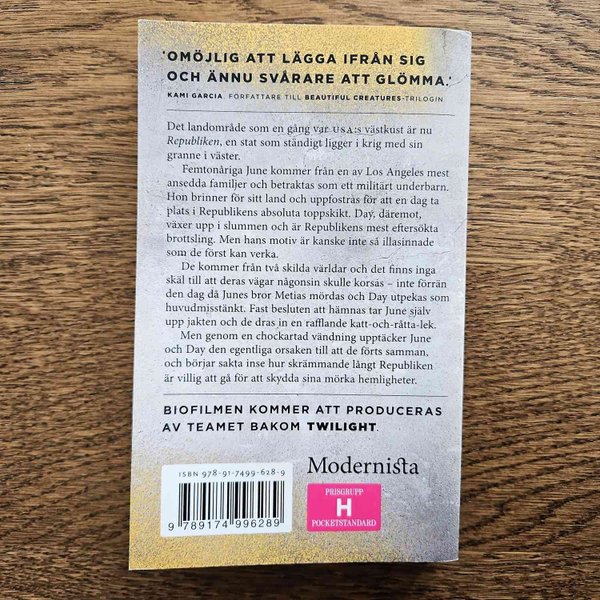 'OMÖJLIG ATT LÄGGA IFRÅN SIG
OCH ÄNNU SVÅRARE ATT GLÖMMA.'
KAMI GARCIA, FÖRFATTARE TILL BEAUTIFUL CREATURES-TRILOGIN
Det landområde som en gång var USA:s västkust är nu
Republiken, en stat som ständigt ligger i krig med sin
granne i väster.
Femtonåriga June kommer från en av Los Angeles mest
ansedda familjer och betraktas som ett militärt underbarn.
Hon brinner för sitt land och uppfostras för att en dag ta
plats i Republikens absoluta toppskikt. Day, däremot,
växer upp i slummen och är Republikens mest eftersökta
brottsling. Men hans motiv är kanske inte så illasinnade
som de först kan verka.
De kommer från två skilda världar och det finns inga
skäl till att deras vägar någonsin skulle korsas – inte förrän
den dag då Junes bror Metias mördas och Day utpekas som
huvudmisstänkt. Fast besluten att hämnas tar June själv
upp jakten och de dras in en rafflande katt-och-råtta-lek.
Men genom en chockartad vändning upptäcker June
och Day den egentliga orsaken till att de förts samman,
och börjar sakta inse hur skrämmande långt Republiken
är villig att gå för att skydda sina mörka hemligheter.
BIOFILMEN KOMMER ATT PRODUCERAS
AV TEAMET BAKOM TWILIGHT.
ISBN 978-91-7499-628-9
9 789174 996289
Modernista
PRISGRUPP
H
POCKETSTANDARD